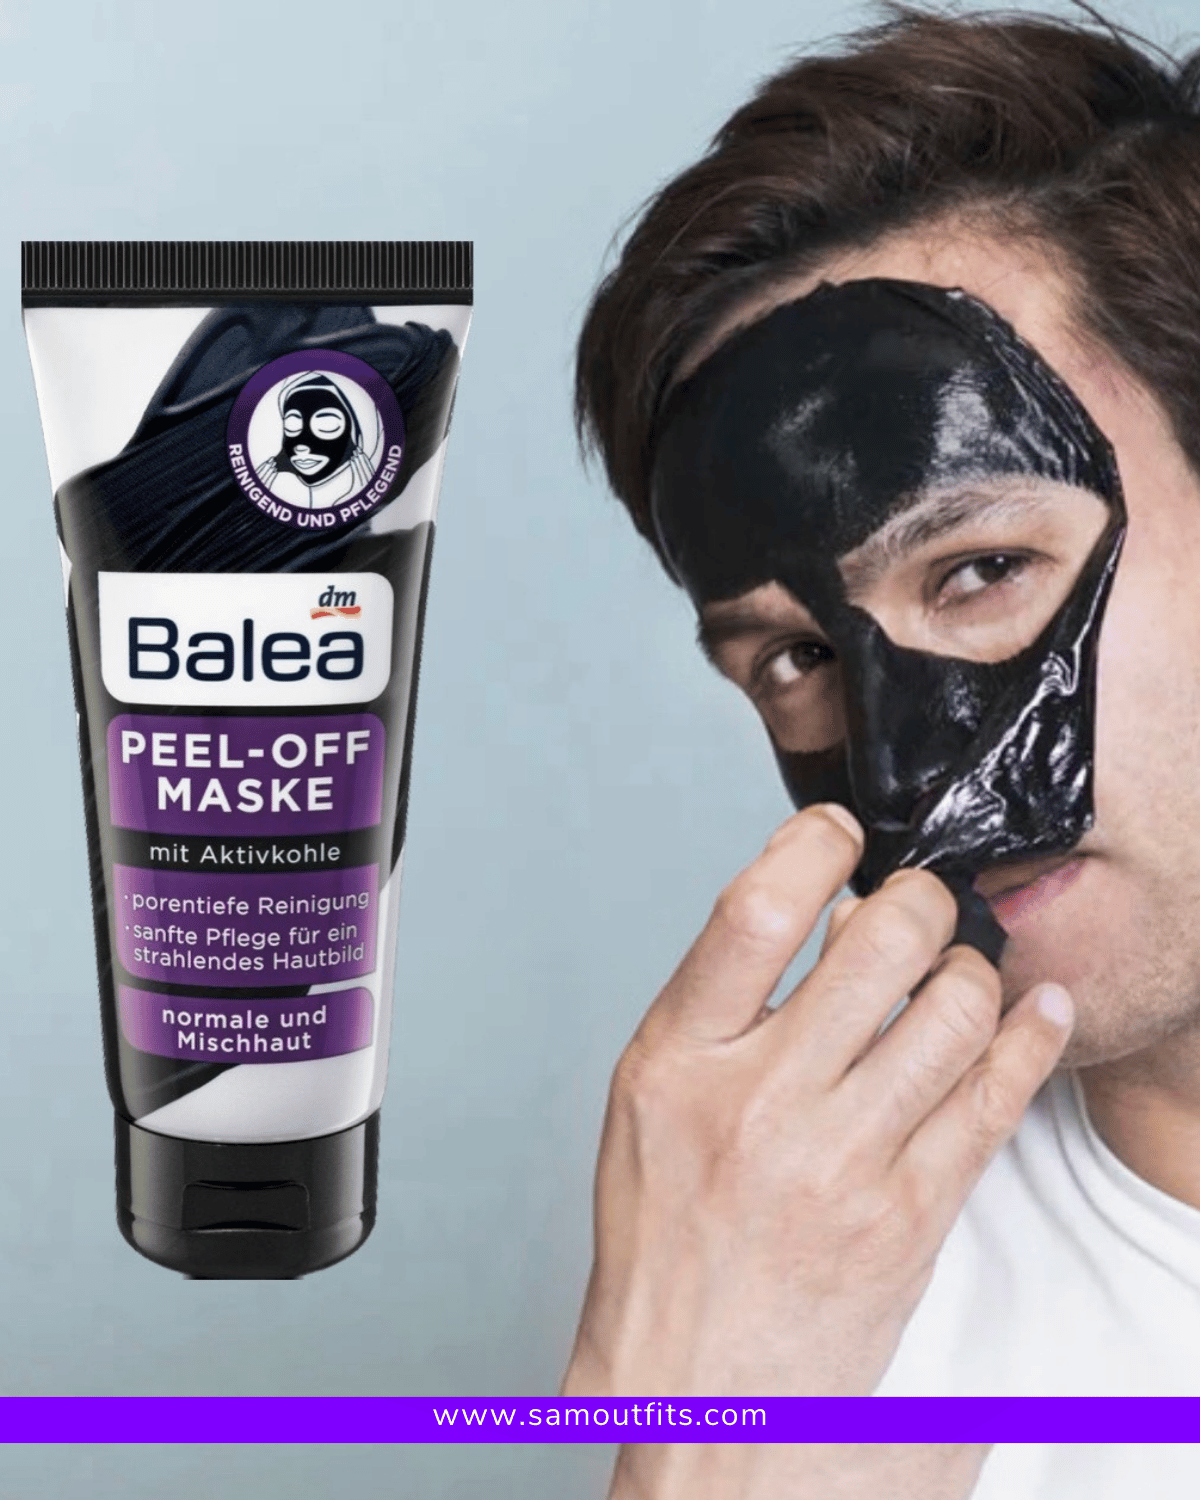 REINIGEND UND PFLEGEND
dm
Balea
PEEL-OFF
MASKE
mit Aktivkohle
·porentiefe Reinigung
·sanfte Pflege für ein
strahlendes Hautbild
normale und
Mischhaut
www.samoutfits.com